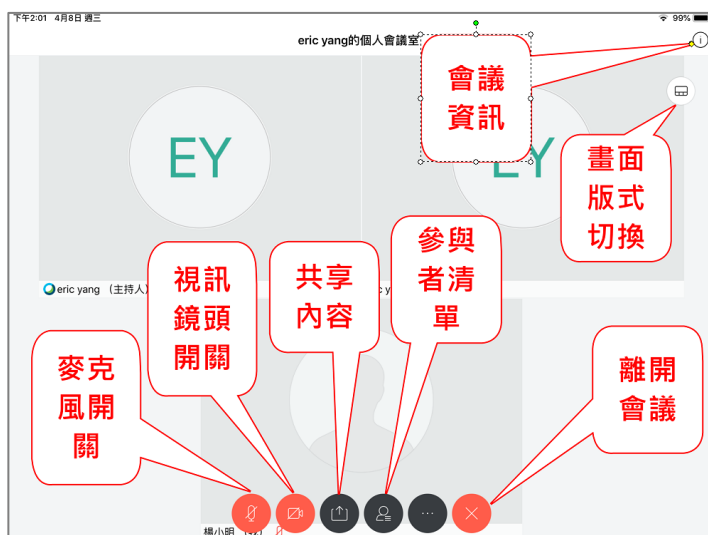 下午2:01 4月8日 週三
99%
eric yang的個人會議室
會議
資訊
EY
EY
畫面
版式
切換
參與
者清
單
共享
內容
視訊
鏡頭
開關
eric yang (主持人)
麥克
風開
關
離開
會議
楊小明